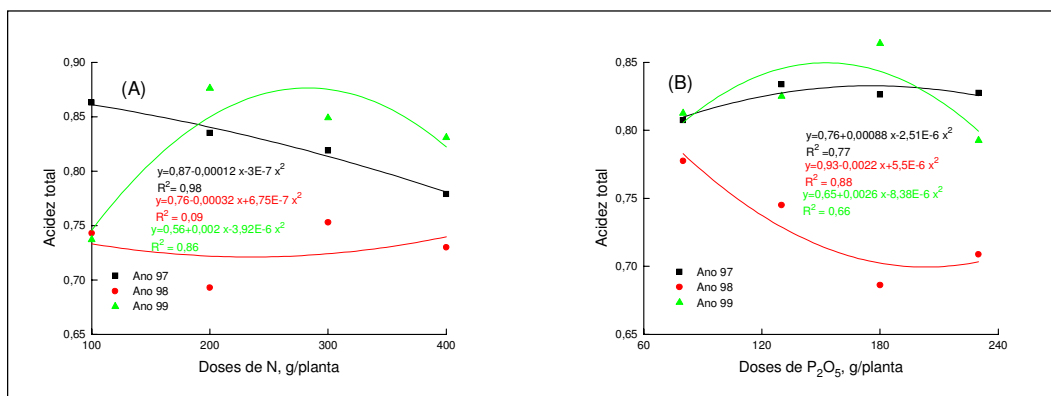 0,90
(A)
0,85
0,80
0,75
0,70
0,65
Acidez total
y=0,87-0,00012 x-3E-7 x²
R²= 0,98
y=0,76-0,00032 x+6,75E-7 x²
R² = 0,09
y=0,56+0,002 x-3,92E-6 x²
R² = 0,86
Ano 97
Ano 98
Ano 99
100 200 300 400
Doses de N, g/planta
0,85
(B)
0,80
0,75
0,70
0,65
Acidez total
y=0,76+0,00088 x-2,51E-6 x²
R² =0,77
y=0,93-0,0022 x+5,5E-6 x²
R² = 0,88
y=0,65+0,0026 x-8,38E-6 x²
R² = 0,66
Ano 97
Ano 98
Ano 99
60 120 180 240
Doses de P₂O₅, g/planta